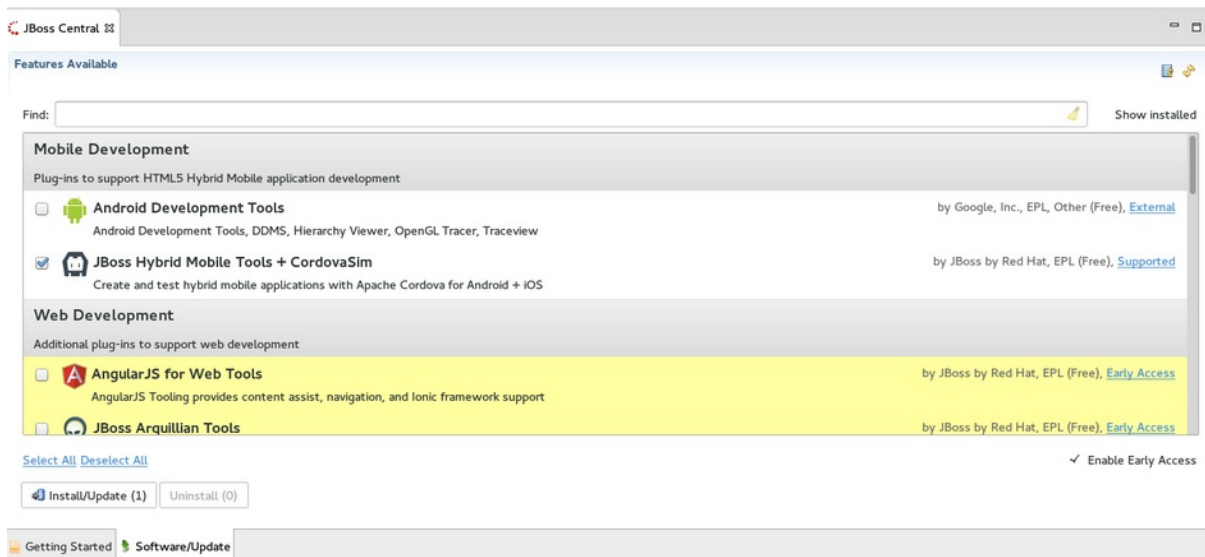 JBoss Central
Features Available
Find:
Show installed
Mobile Development
Plug-ins to support HTML5 Hybrid Mobile application development
Android Development Tools
by Google, Inc., EPL, Other (Free), External
Android Development Tools, DDMS, Hierarchy Viewer, OpenGL Tracer, Traceview
JBoss Hybrid Mobile Tools + CordovaSim
by JBoss by Red Hat, EPL (Free), Supported
Create and test hybrid mobile applications with Apache Cordova for Android + iOS
Web Development
Additional plug-ins to support web development
AngularJS for Web Tools
by JBoss by Red Hat, EPL (Free), Early Access
AngularJS Tooling provides content assist, navigation, and Ionic framework support
JBoss Arquillian Tools
by JBoss by Red Hat, EPL (Free), Early Access
Select All Deselect All
Enable Early Access
Install/Update (1) Uninstall (0)
Getting Started Software/Update